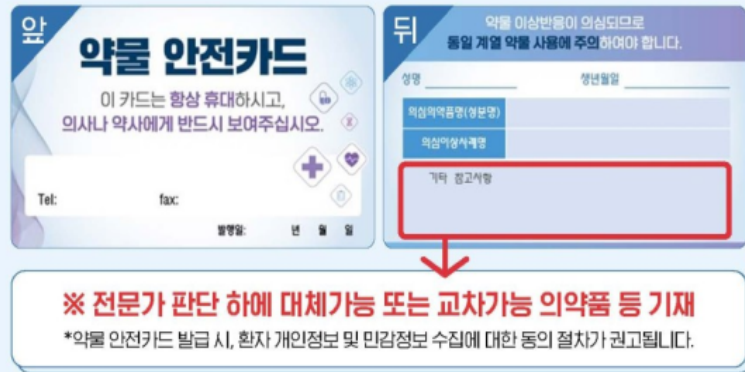 앞
약물 안전카드
이 카드는 항상 휴대하시고,
의사나 약사에게 반드시 보여주십시오.
Tel: fax:
발행일: 년 월 일
뒤
약물 이상반응이 의심되므로
동일 계열 약물 사용에 주의하여야 합니다.
성명 생년월일
의심의약품명(성분명)
의심이상사례명
기타 참고사항
※ 전문가 판단 하에 대체가능 또는 교차가능 의약품 등 기재
*약물 안전카드 발급 시, 환자 개인정보 및 민감정보 수집에 대한 동의 절차가 권고됩니다.